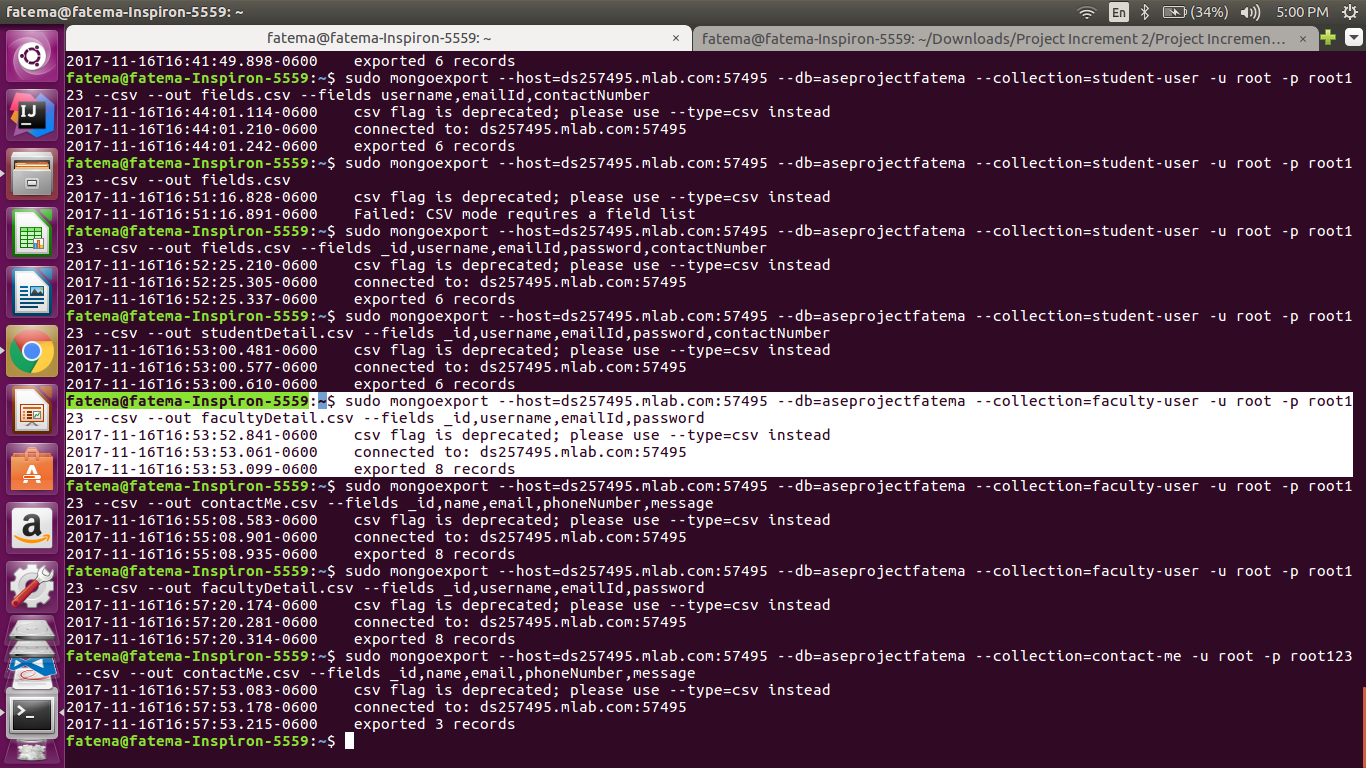 fatema@fatema-Inspiron-5559: ~
En
(34%)
5:00 PM
fatema@fatema-Inspiron-5559: ~ ×
fatema@fatema-Inspiron-5559: ~/Downloads/Project Increment 2/Project Incremen... ×
2017-11-16T16:41:49.898-0600    exported 6 records
fatema@fatema-Inspiron-5559:~$ sudo mongoexport --host=ds257495.mlab.com:57495 --db=aseprojectfatema --collection=student-user -u root -p root1
23 --csv --out fields.csv --fields username,emailId,contactNumber
2017-11-16T16:44:01.114-0600    csv flag is deprecated; please use --type=csv instead
2017-11-16T16:44:01.210-0600    connected to: ds257495.mlab.com:57495
2017-11-16T16:44:01.242-0600    exported 6 records
fatema@fatema-Inspiron-5559:~$ sudo mongoexport --host=ds257495.mlab.com:57495 --db=aseprojectfatema --collection=student-user -u root -p root1
23 --csv --out fields.csv
2017-11-16T16:51:16.828-0600    csv flag is deprecated; please use --type=csv instead
2017-11-16T16:51:16.891-0600    Failed: CSV mode requires a field list
fatema@fatema-Inspiron-5559:~$ sudo mongoexport --host=ds257495.mlab.com:57495 --db=aseprojectfatema --collection=student-user -u root -p root1
23 --csv --out fields.csv --fields _id,username,emailId,password,contactNumber
2017-11-16T16:52:25.210-0600    csv flag is deprecated; please use --type=csv instead
2017-11-16T16:52:25.305-0600    connected to: ds257495.mlab.com:57495
2017-11-16T16:52:25.337-0600    exported 6 records
fatema@fatema-Inspiron-5559:~$ sudo mongoexport --host=ds257495.mlab.com:57495 --db=aseprojectfatema --collection=student-user -u root -p root1
23 --csv --out studentDetail.csv --fields _id,username,emailId,password,contactNumber
2017-11-16T16:53:00.481-0600    csv flag is deprecated; please use --type=csv instead
2017-11-16T16:53:00.577-0600    connected to: ds257495.mlab.com:57495
2017-11-16T16:53:00.610-0600    exported 6 records
fatema@fatema-Inspiron-5559:~$ sudo mongoexport --host=ds257495.mlab.com:57495 --db=aseprojectfatema --collection=faculty-user -u root -p root1
23 --csv --out facultyDetail.csv --fields _id,username,emailId,password
2017-11-16T16:53:52.841-0600    csv flag is deprecated; please use --type=csv instead
2017-11-16T16:53:53.061-0600    connected to: ds257495.mlab.com:57495
2017-11-16T16:53:53.099-0600    exported 8 records
fatema@fatema-Inspiron-5559:~$ sudo mongoexport --host=ds257495.mlab.com:57495 --db=aseprojectfatema --collection=faculty-user -u root -p root1
23 --csv --out contactMe.csv --fields _id,name,email,phoneNumber,message
2017-11-16T16:55:08.583-0600    csv flag is deprecated; please use --type=csv instead
2017-11-16T16:55:08.901-0600    connected to: ds257495.mlab.com:57495
2017-11-16T16:55:08.935-0600    exported 8 records
fatema@fatema-Inspiron-5559:~$ sudo mongoexport --host=ds257495.mlab.com:57495 --db=aseprojectfatema --collection=faculty-user -u root -p root1
23 --csv --out facultyDetail.csv --fields _id,username,emailId,password
2017-11-16T16:57:20.174-0600    csv flag is deprecated; please use --type=csv instead
2017-11-16T16:57:20.281-0600    connected to: ds257495.mlab.com:57495
2017-11-16T16:57:20.314-0600    exported 8 records
fatema@fatema-Inspiron-5559:~$ sudo mongoexport --host=ds257495.mlab.com:57495 --db=aseprojectfatema --collection=contact-me -u root -p root123
 --csv --out contactMe.csv --fields _id,name,email,phoneNumber,message
2017-11-16T16:57:53.083-0600    csv flag is deprecated; please use --type=csv instead
2017-11-16T16:57:53.178-0600    connected to: ds257495.mlab.com:57495
2017-11-16T16:57:53.215-0600    exported 3 records
fatema@fatema-Inspiron-5559:~$
IJ
a